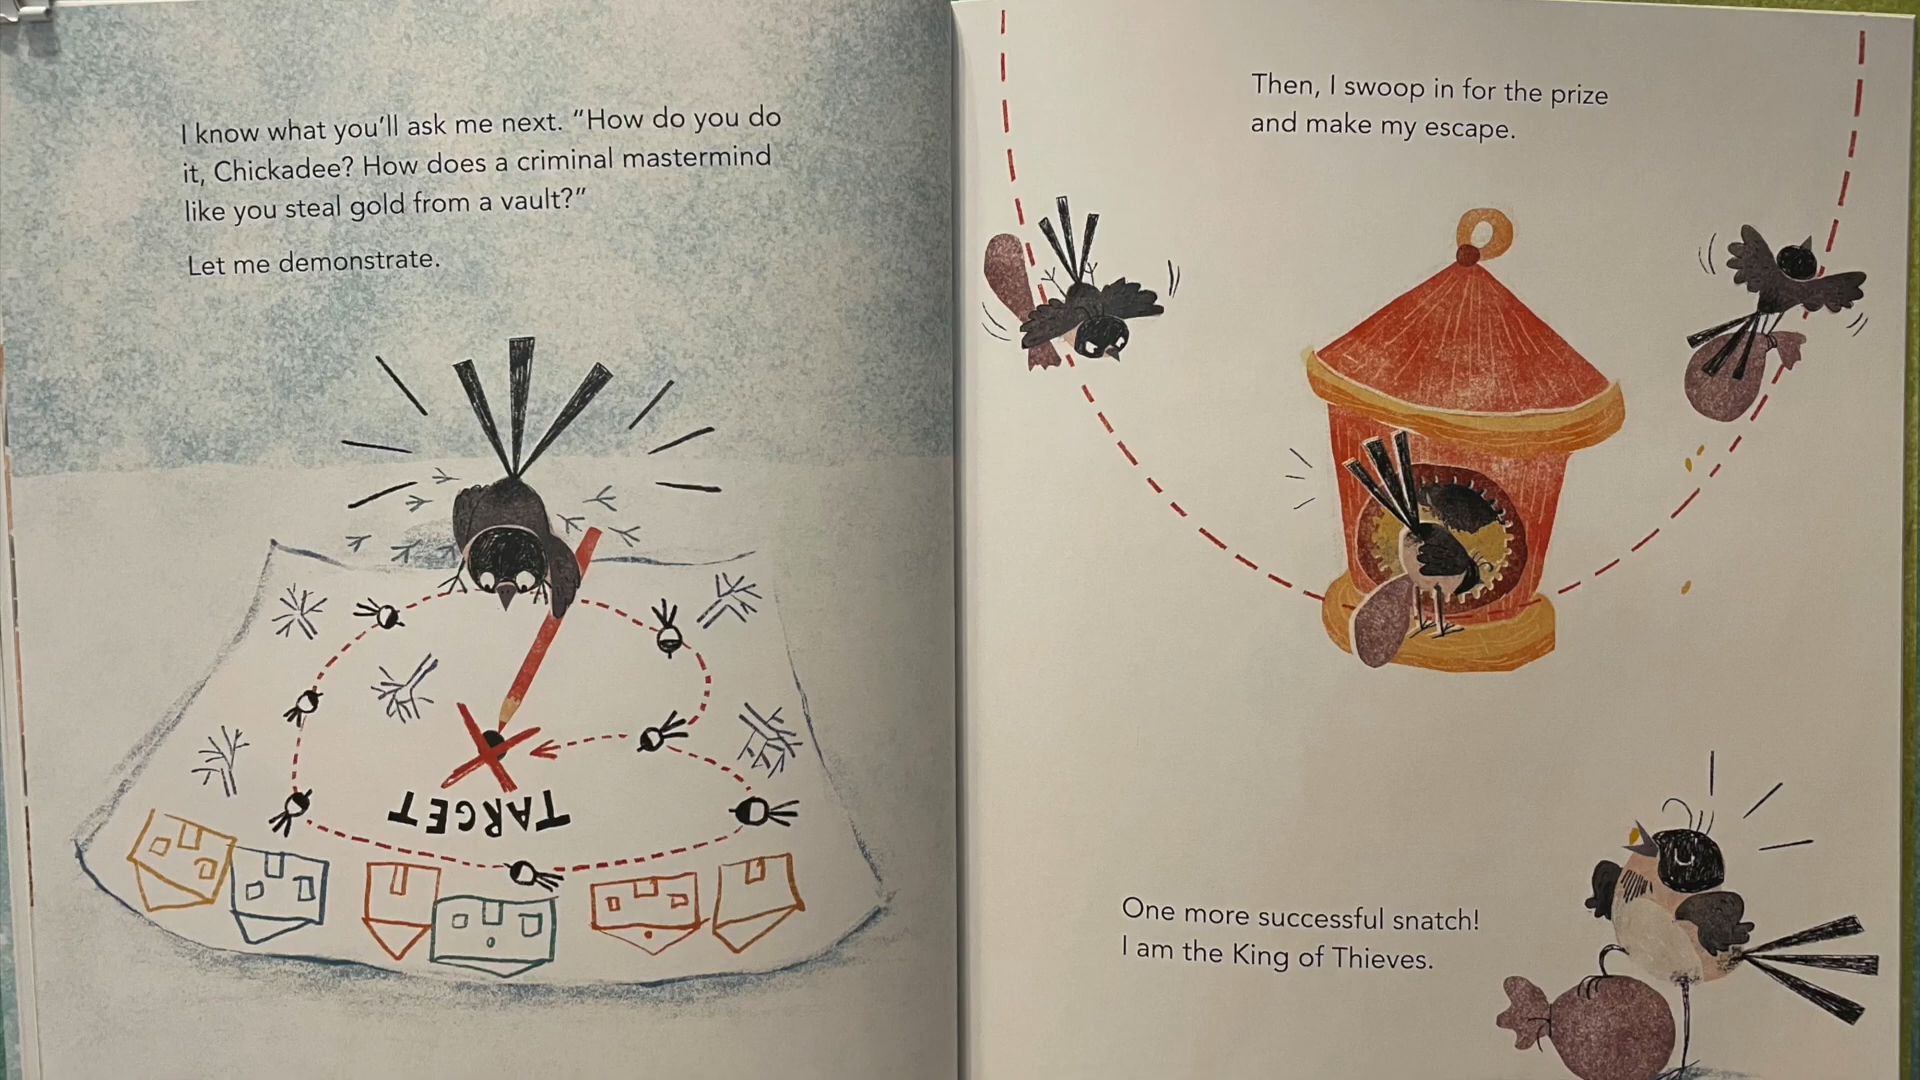 I know what you'll ask me next. "How do you do
it, Chickadee? How does a criminal mastermind
like you steal gold from a vault?"
Let me demonstrate.
TARGET
Then, I swoop in for the prize
and make my escape.
One more successful snatch!
I am the King of Thieves.